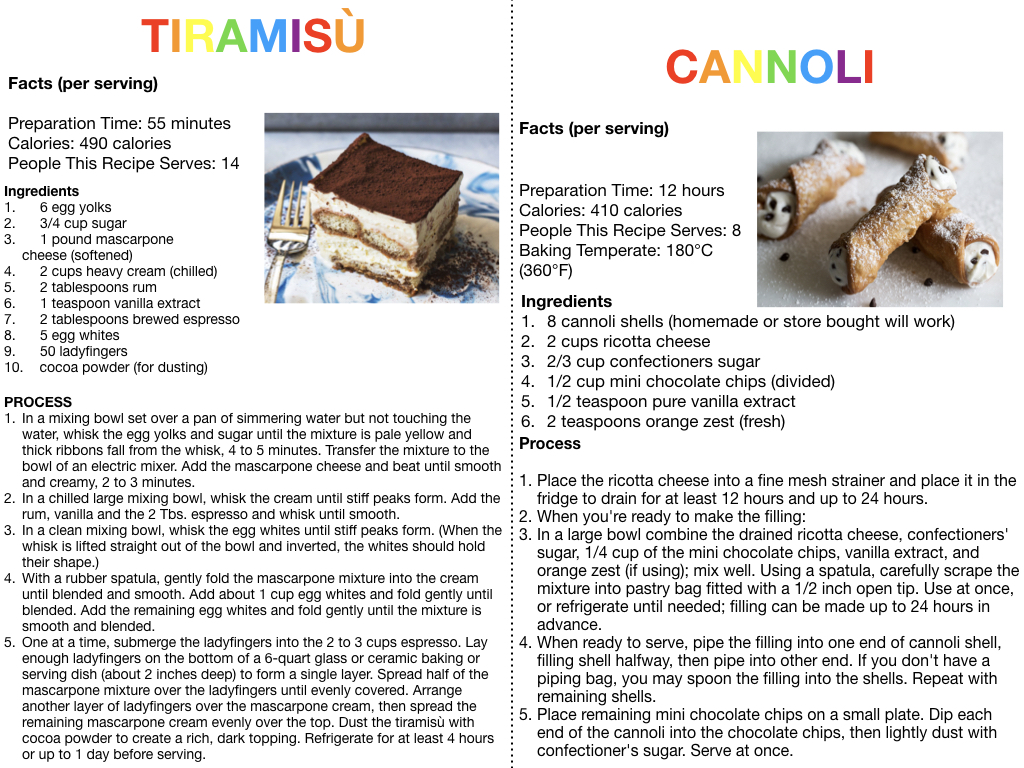 TIRAMISÙ
Facts (per serving)
Preparation Time: 55 minutes
Calories: 490 calories
People This Recipe Serves: 14
Ingredients
1. 6 egg yolks
2. 3/4 cup sugar
3. 1 pound mascarpone
cheese (softened)
4. 2 cups heavy cream (chilled)
5. 2 tablespoons rum
6. 1 teaspoon vanilla extract
7. 2 tablespoons brewed espresso
8. 5 egg whites
9. 50 ladyfingers
10. cocoa powder (for dusting)
PROCESS
1. In a mixing bowl set over a pan of simmering water but not touching the
water, whisk the egg yolks and sugar until the mixture is pale yellow and
thick ribbons fall from the whisk, 4 to 5 minutes. Transfer the mixture to the
bowl of an electric mixer. Add the mascarpone cheese and beat until smooth
and creamy, 2 to 3 minutes.
2. In a chilled large mixing bowl, whisk the cream until stiff peaks form. Add the
rum, vanilla and the 2 Tbs. espresso and whisk until smooth.
3. In a clean mixing bowl, whisk the egg whites until stiff peaks form. (When the
whisk is lifted straight out of the bowl and inverted, the whites should hold
their shape.)
4. With a rubber spatula, gently fold the mascarpone mixture into the cream
until blended and smooth. Add about 1 cup egg whites and fold gently until
blended. Add the remaining egg whites and fold gently until the mixture is
smooth and blended.
5. One at a time, submerge the ladyfingers into the 2 to 3 cups espresso. Lay
enough ladyfingers on the bottom of a 6-quart glass or ceramic baking or
serving dish (about 2 inches deep) to form a single layer. Spread half of the
mascarpone mixture over the ladyfingers until evenly covered. Arrange
another layer of ladyfingers over the mascarpone cream, then spread the
remaining mascarpone cream evenly over the top. Dust the tiramisù with
cocoa powder to create a rich, dark topping. Refrigerate for at least 4 hours
or up to 1 day before serving.
CANNOLI
Facts (per serving)
Preparation Time: 12 hours
Calories: 410 calories
People This Recipe Serves: 8
Baking Temperate: 180°C
(360°F)
Ingredients
1. 8 cannoli shells (homemade or store bought will work)
2. 2 cups ricotta cheese
3. 2/3 cup confectioners sugar
4. 1/2 cup mini chocolate chips (divided)
5. 1/2 teaspoon pure vanilla extract
6. 2 teaspoons orange zest (fresh)
Process
1. Place the ricotta cheese into a fine mesh strainer and place it in the
fridge to drain for at least 12 hours and up to 24 hours.
2. When you're ready to make the filling:
3. In a large bowl combine the drained ricotta cheese, confectioners'
sugar, 1/4 cup of the mini chocolate chips, vanilla extract, and
orange zest (if using); mix well. Using a spatula, carefully scrape the
mixture into pastry bag fitted with a 1/2 inch open tip. Use at once,
or refrigerate until needed; filling can be made up to 24 hours in
advance.
4. When ready to serve, pipe the filling into one end of cannoli shell,
filling shell halfway, then pipe into other end. If you don't have a
piping bag, you may spoon the filling into the shells. Repeat with
remaining shells.
5. Place remaining mini chocolate chips on a small plate. Dip each
end of the cannoli into the chocolate chips, then lightly dust with
confectioner's sugar. Serve at once.